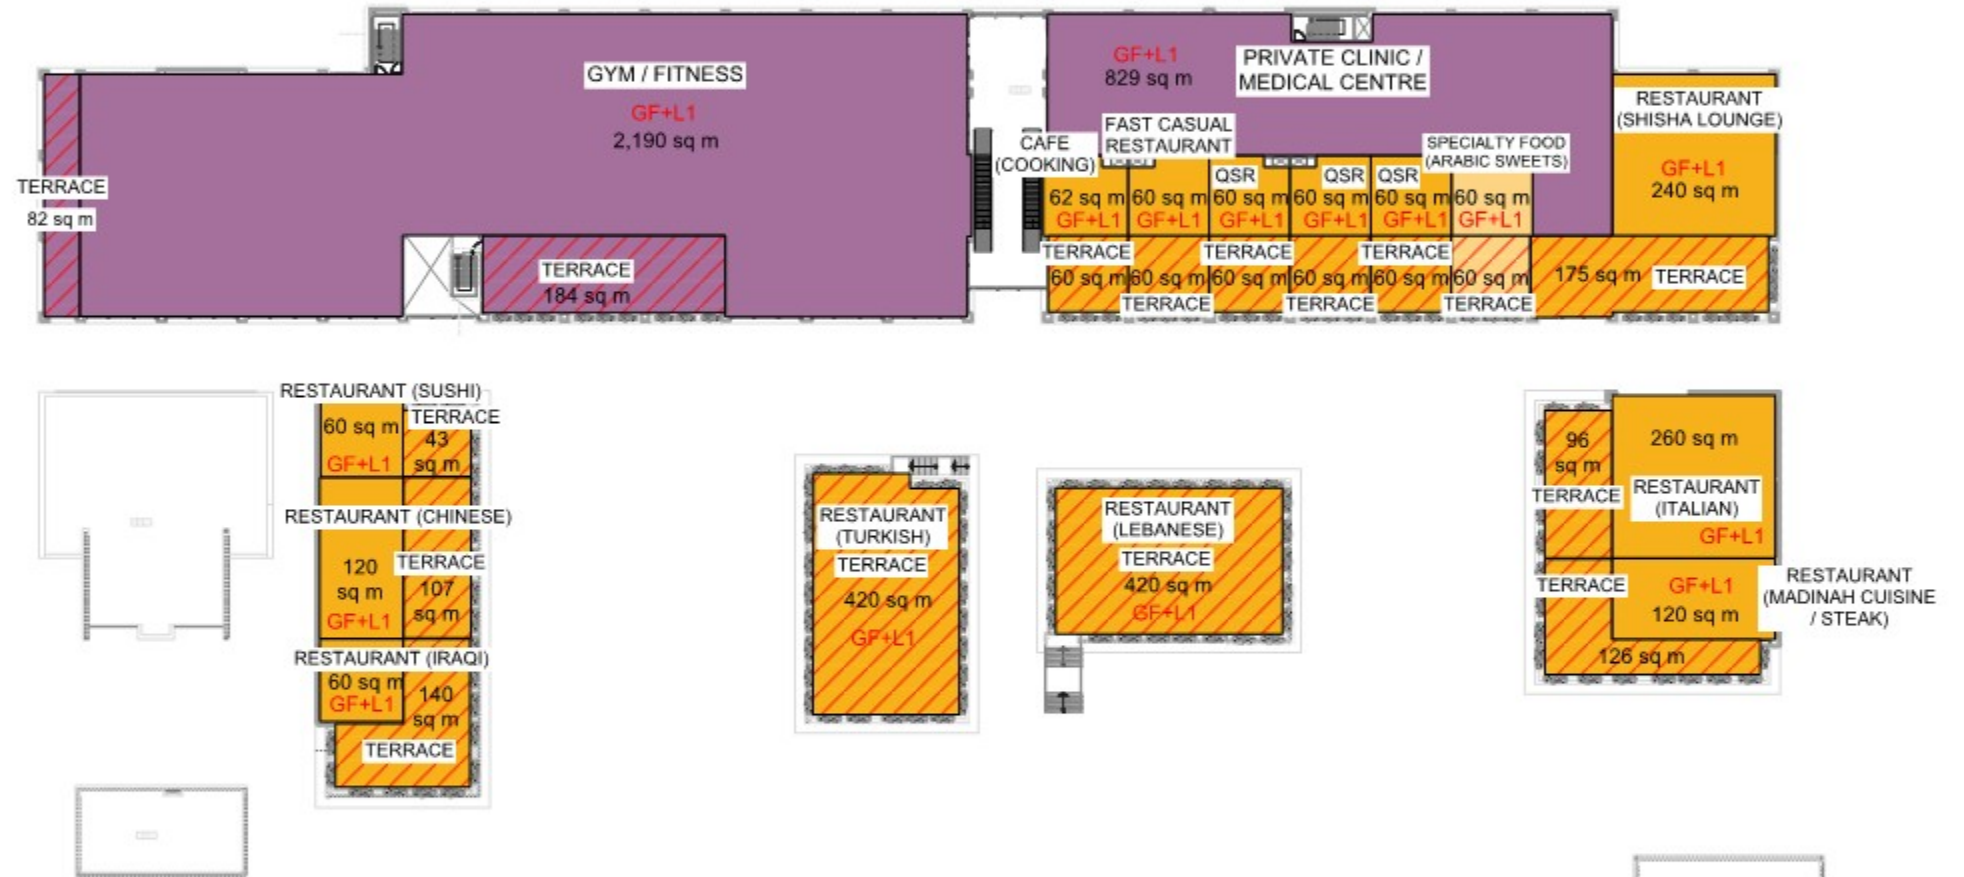 GYM / FITNESS
GF+L1
2,190 sq m
TERRACE
82 sq m
TERRACE
184 sq m
GF+L1
829 sq m
PRIVATE CLINIC /
MEDICAL CENTRE
RESTAURANT
(SHISHA LOUNGE)
GF+L1
240 sq m
CAFE
(COOKING)
FAST CASUAL
RESTAURANT
QSR
QSR
QSR
SPECIALTY FOOD
(ARABIC SWEETS)
62 sq m
GF+L1
60 sq m
GF+L1
60 sq m
GF+L1
60 sq m
GF+L1
60 sq m
GF+L1
60 sq m
GF+L1
TERRACE
60 sq m
60 sq m
TERRACE
TERRACE
60 sq m
60 sq m
TERRACE
TERRACE
60 sq m
60 sq m
TERRACE
175 sq m
TERRACE
RESTAURANT (SUSHI)
60 sq m
GF+L1
TERRACE
43
sq m
RESTAURANT (CHINESE)
120
sq m
GF+L1
TERRACE
107
sq m
RESTAURANT (IRAQI)
60 sq m
GF+L1
140
sq m
TERRACE
RESTAURANT
(TURKISH)
TERRACE
420 sq m
GF+L1
RESTAURANT
(LEBANESE)
TERRACE
420 sq m
GF+L1
96
sq m
TERRACE
260 sq m
RESTAURANT
(ITALIAN)
GF+L1
TERRACE
GF+L1
120 sq m
RESTAURANT
(MADINAH CUISINE
/ STEAK)
126 sq m